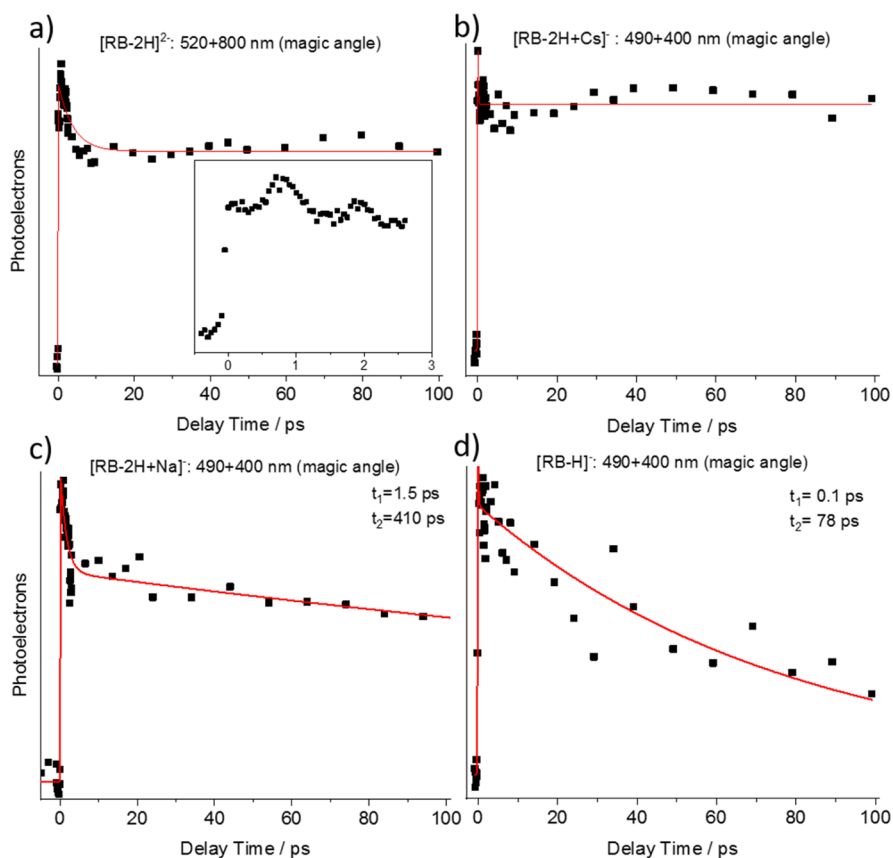 a)
[RB-2H]²⁻: 520+800 nm (magic angle)
Photoelectrons
0 1 2 3
0 20 40 60 80 100
Delay Time / ps
b)
[RB-2H+Cs]⁻ : 490+400 nm (magic angle)
0 20 40 60 80 100
Delay Time / ps
c)
[RB-2H+Na]⁻: 490+400 nm (magic angle)
t₁=1.5 ps
t₂=410 ps
Photoelectrons
0 20 40 60 80 100
Delay Time / ps
d)
[RB-H]⁻: 490+400 nm (magic angle)
t₁= 0.1 ps
t₂= 78 ps
0 20 40 60 80 100
Delay Time / ps